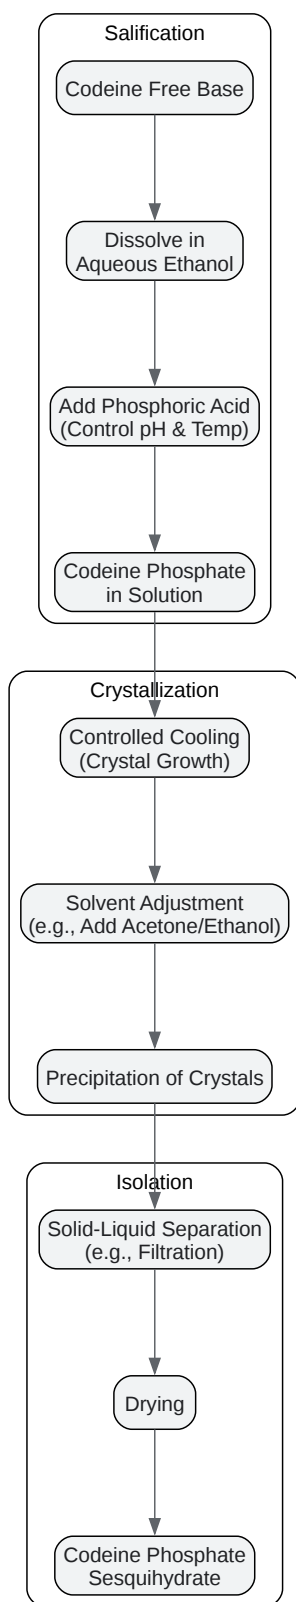 Salification
Codeine Free Base
Dissolve in
Aqueous Ethanol
Add Phosphoric Acid
(Control pH & Temp)
Codeine Phosphate
in Solution
Crystallization
Controlled Cooling
(Crystal Growth)
Solvent Adjustment
(e.g., Add Acetone/Ethanol)
Precipitation of Crystals
Isolation
Solid-Liquid Separation
(e.g., Filtration)
Drying
Codeine Phosphate
Sesquihydrate